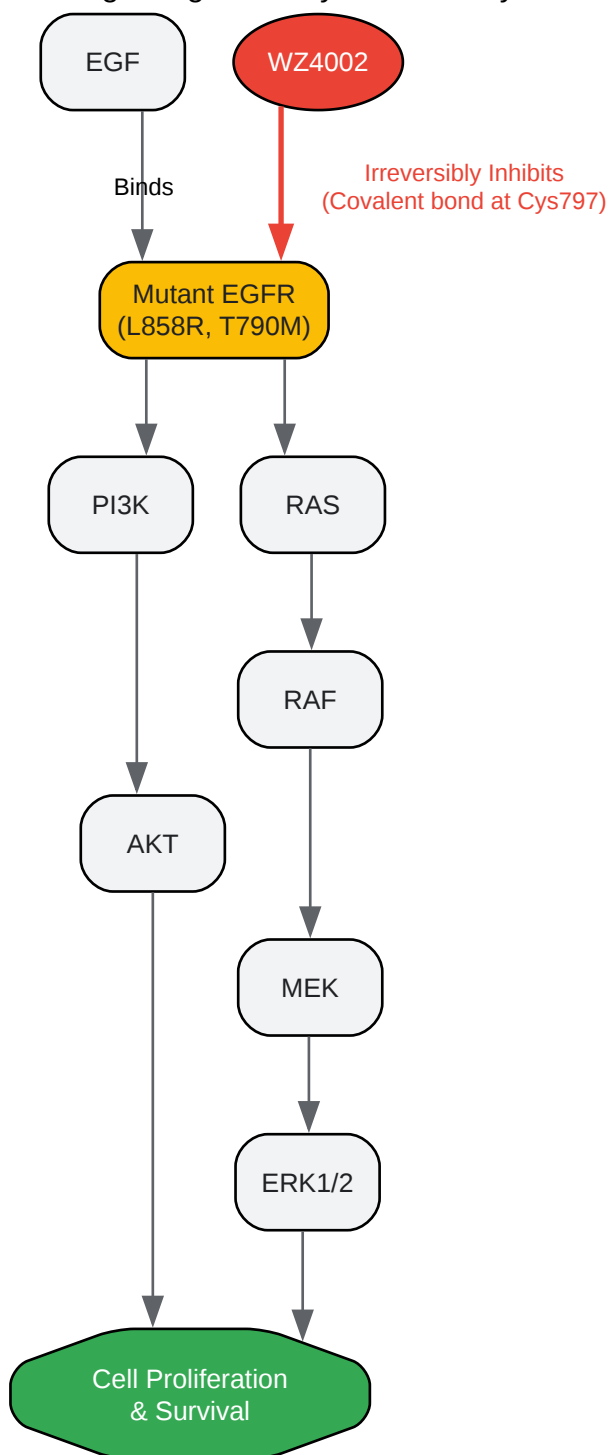 EGF
WZ4002
Binds
Irreversibly Inhibits
(Covalent bond at Cys797)
Mutant EGFR
(L858R, T790M)
PI3K
RAS
RAF
AKT
MEK
ERK1/2
Cell Proliferation
& Survival